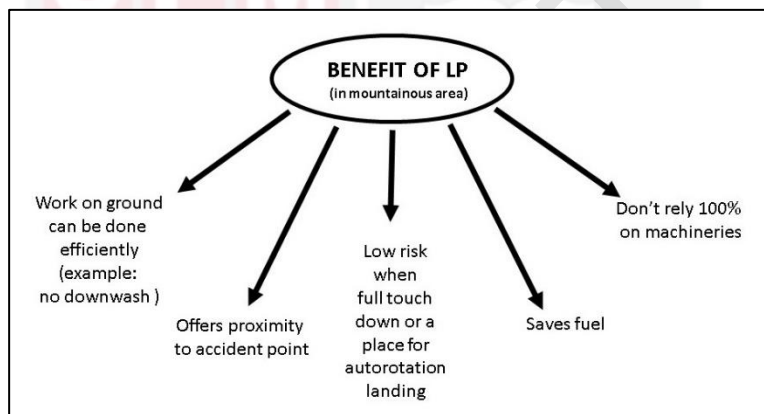 BENEFIT OF LP
(in mountainous area)
Work on ground
can be done
efficiently
(example:
no downwash )
Offers proximity
to accident point
Low risk
when
full touch
down or a
place for
autorotation
landing
Saves fuel
Don’t rely 100%
on machineries